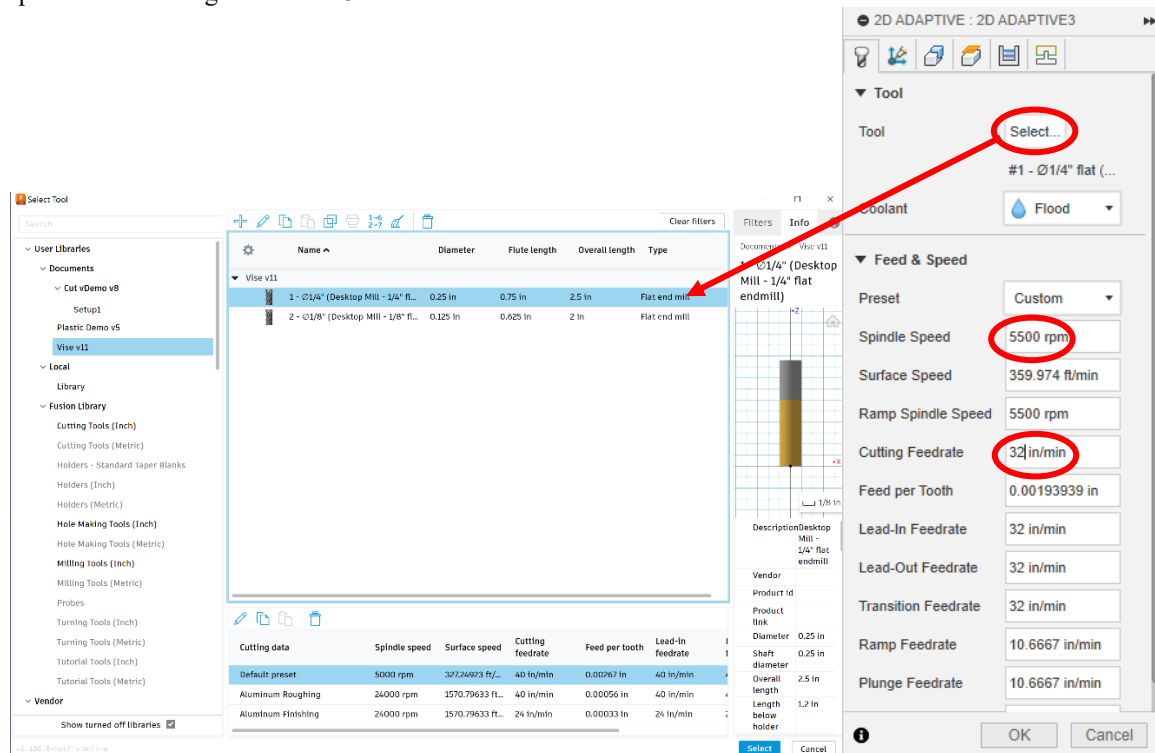 2D ADAPTIVE : 2D ADAPTIVE3
Tool
Tool
Select...
#1 - Ø1/4" flat (...
Coolant
Flood
Feed & Speed
Preset
Custom
Spindle Speed
5500 rpm
Surface Speed
359.974 ft/min
Ramp Spindle Speed
5500 rpm
Cutting Feedrate
32 in/min
Feed per Tooth
0.00193939 in
Lead-In Feedrate
32 in/min
Lead-Out Feedrate
32 in/min
Transition Feedrate
32 in/min
Ramp Feedrate
10.6667 in/min
Plunge Feedrate
10.6667 in/min
OK
Cancel
Select Tool
Search
User Libraries
Documents
Cut vDemo v8
Setup1
Plastic Demo v5
Vise v11
Local
Library
Fusion Library
Cutting Tools (Inch)
Cutting Tools (Metric)
Holders - Standard Taper Blanks
Holders (Inch)
Holders (Metric)
Hole Making Tools (Inch)
Hole Making Tools (Metric)
Milling Tools (Inch)
Milling Tools (Metric)
Probes
Turning Tools (Inch)
Turning Tools (Metric)
Tutorial Tools (Inch)
Tutorial Tools (Metric)
Vendor
Show turned off libraries
Clear filters
Name Diameter Flute length Overall length Type
Vise v11
1 - Ø1/4" (Desktop Mill - 1/4" fl... 0.25 in 0.75 in 2.5 in Flat end mill
2 - Ø1/8" (Desktop Mill - 1/8" fl... 0.125 in 0.625 in 2 in Flat end mill
Cutting data Spindle speed Surface speed Cutting feedrate Feed per tooth Lead-in feedrate
Default preset 5000 rpm 327.24923 ft/... 40 in/min 0.00267 in 40 in/min
Aluminum Roughing 24000 rpm 1570.79633 ft... 40 in/min 0.00056 in 40 in/min
Aluminum Finishing 24000 rpm 1570.79633 ft... 24 in/min 0.00033 in 24 in/min
Filters Info
Vise v11
Ø1/4" (Desktop
Mill - 1/4" flat
endmill)
+Z
+X
1/8 in
Description Desktop
Mill -
1/4" flat
endmill
Vendor
Product id
Product
link
Diameter 0.25 in
Shaft
diameter 0.25 in
Overall
length 2.5 in
Length
below
holder 1.2 in
Select Cancel